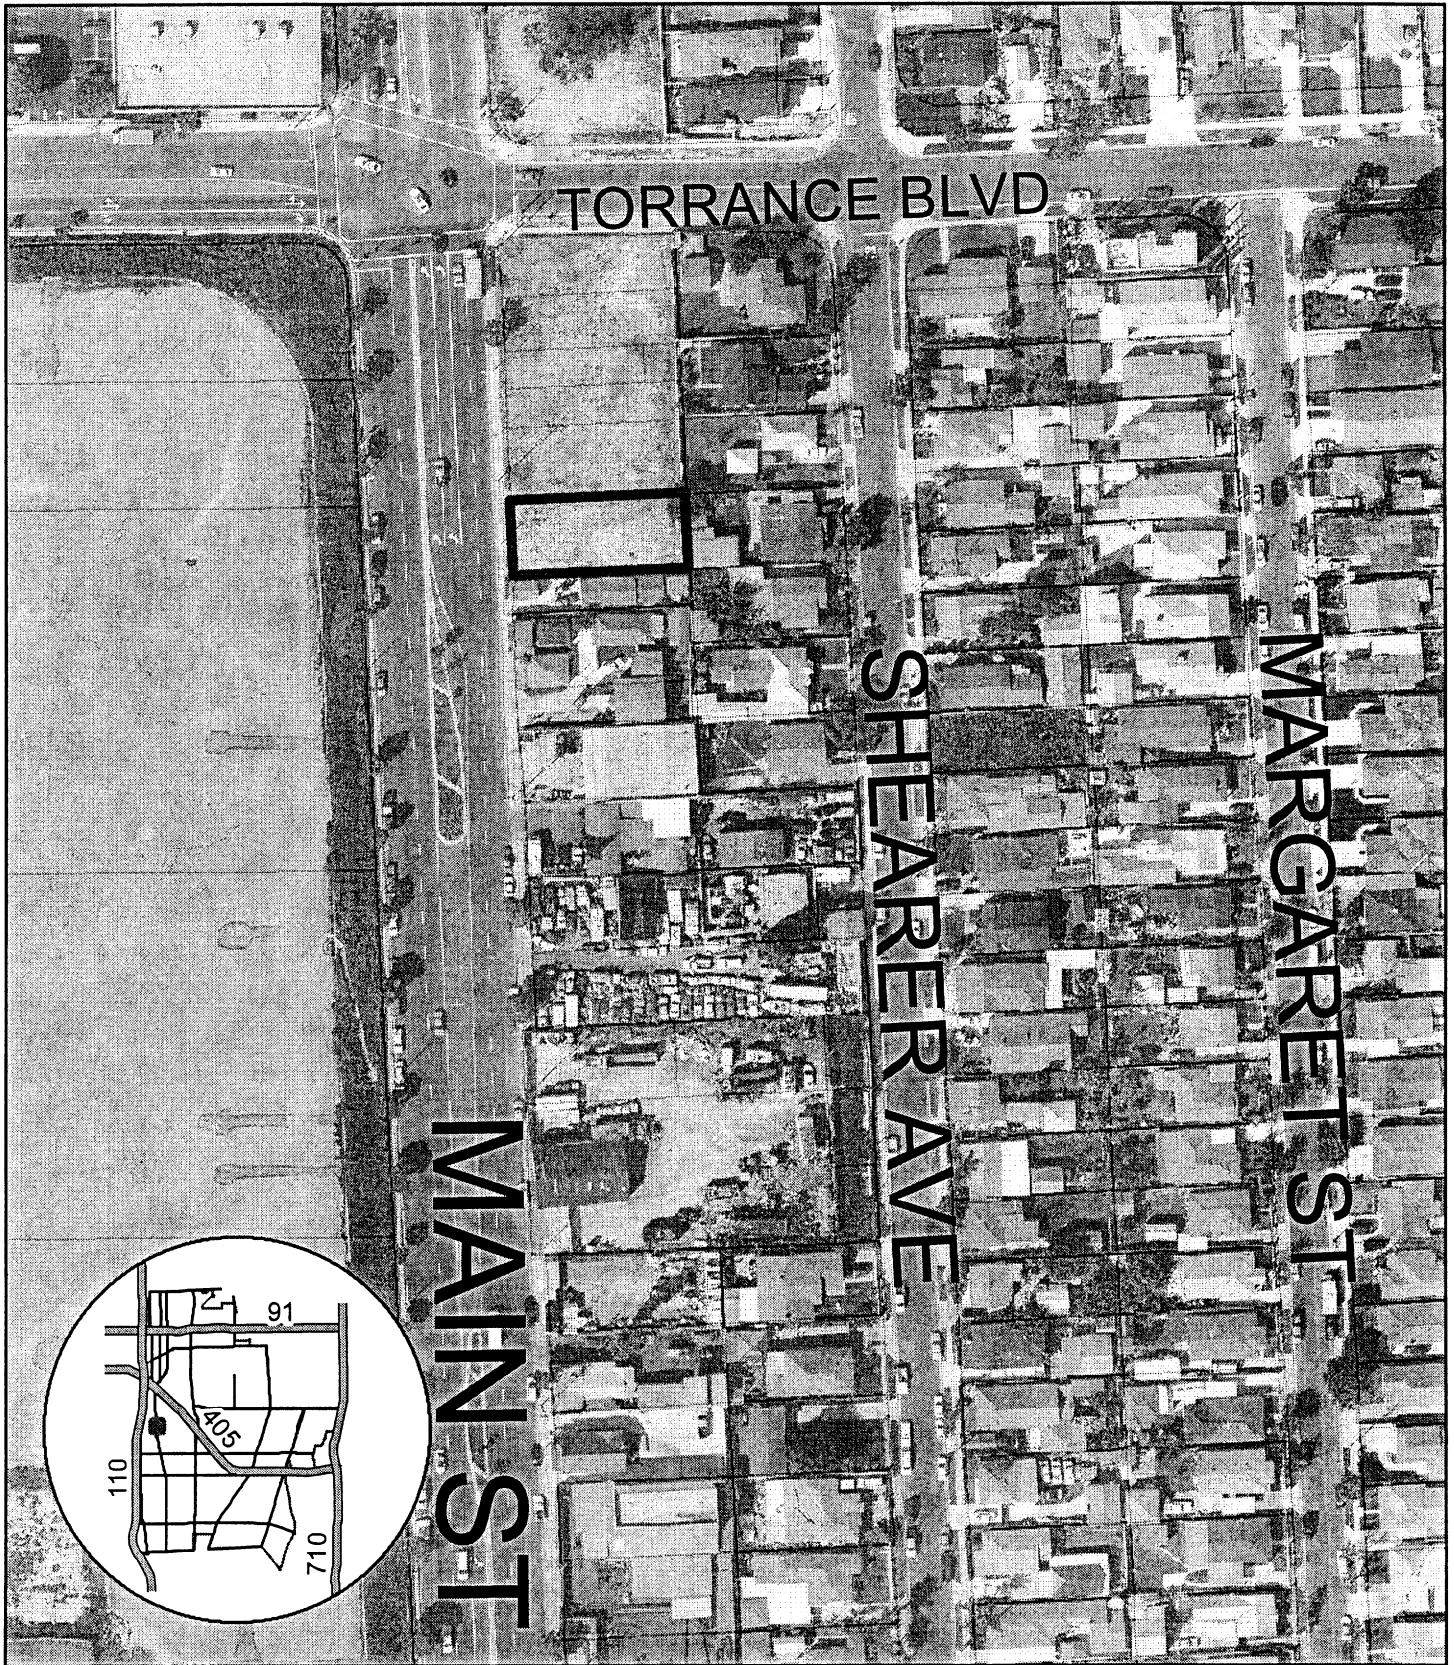 TORRANCE BLVD
SHEARER AVE
MARGARET ST
MAIN ST
91
405
110
710